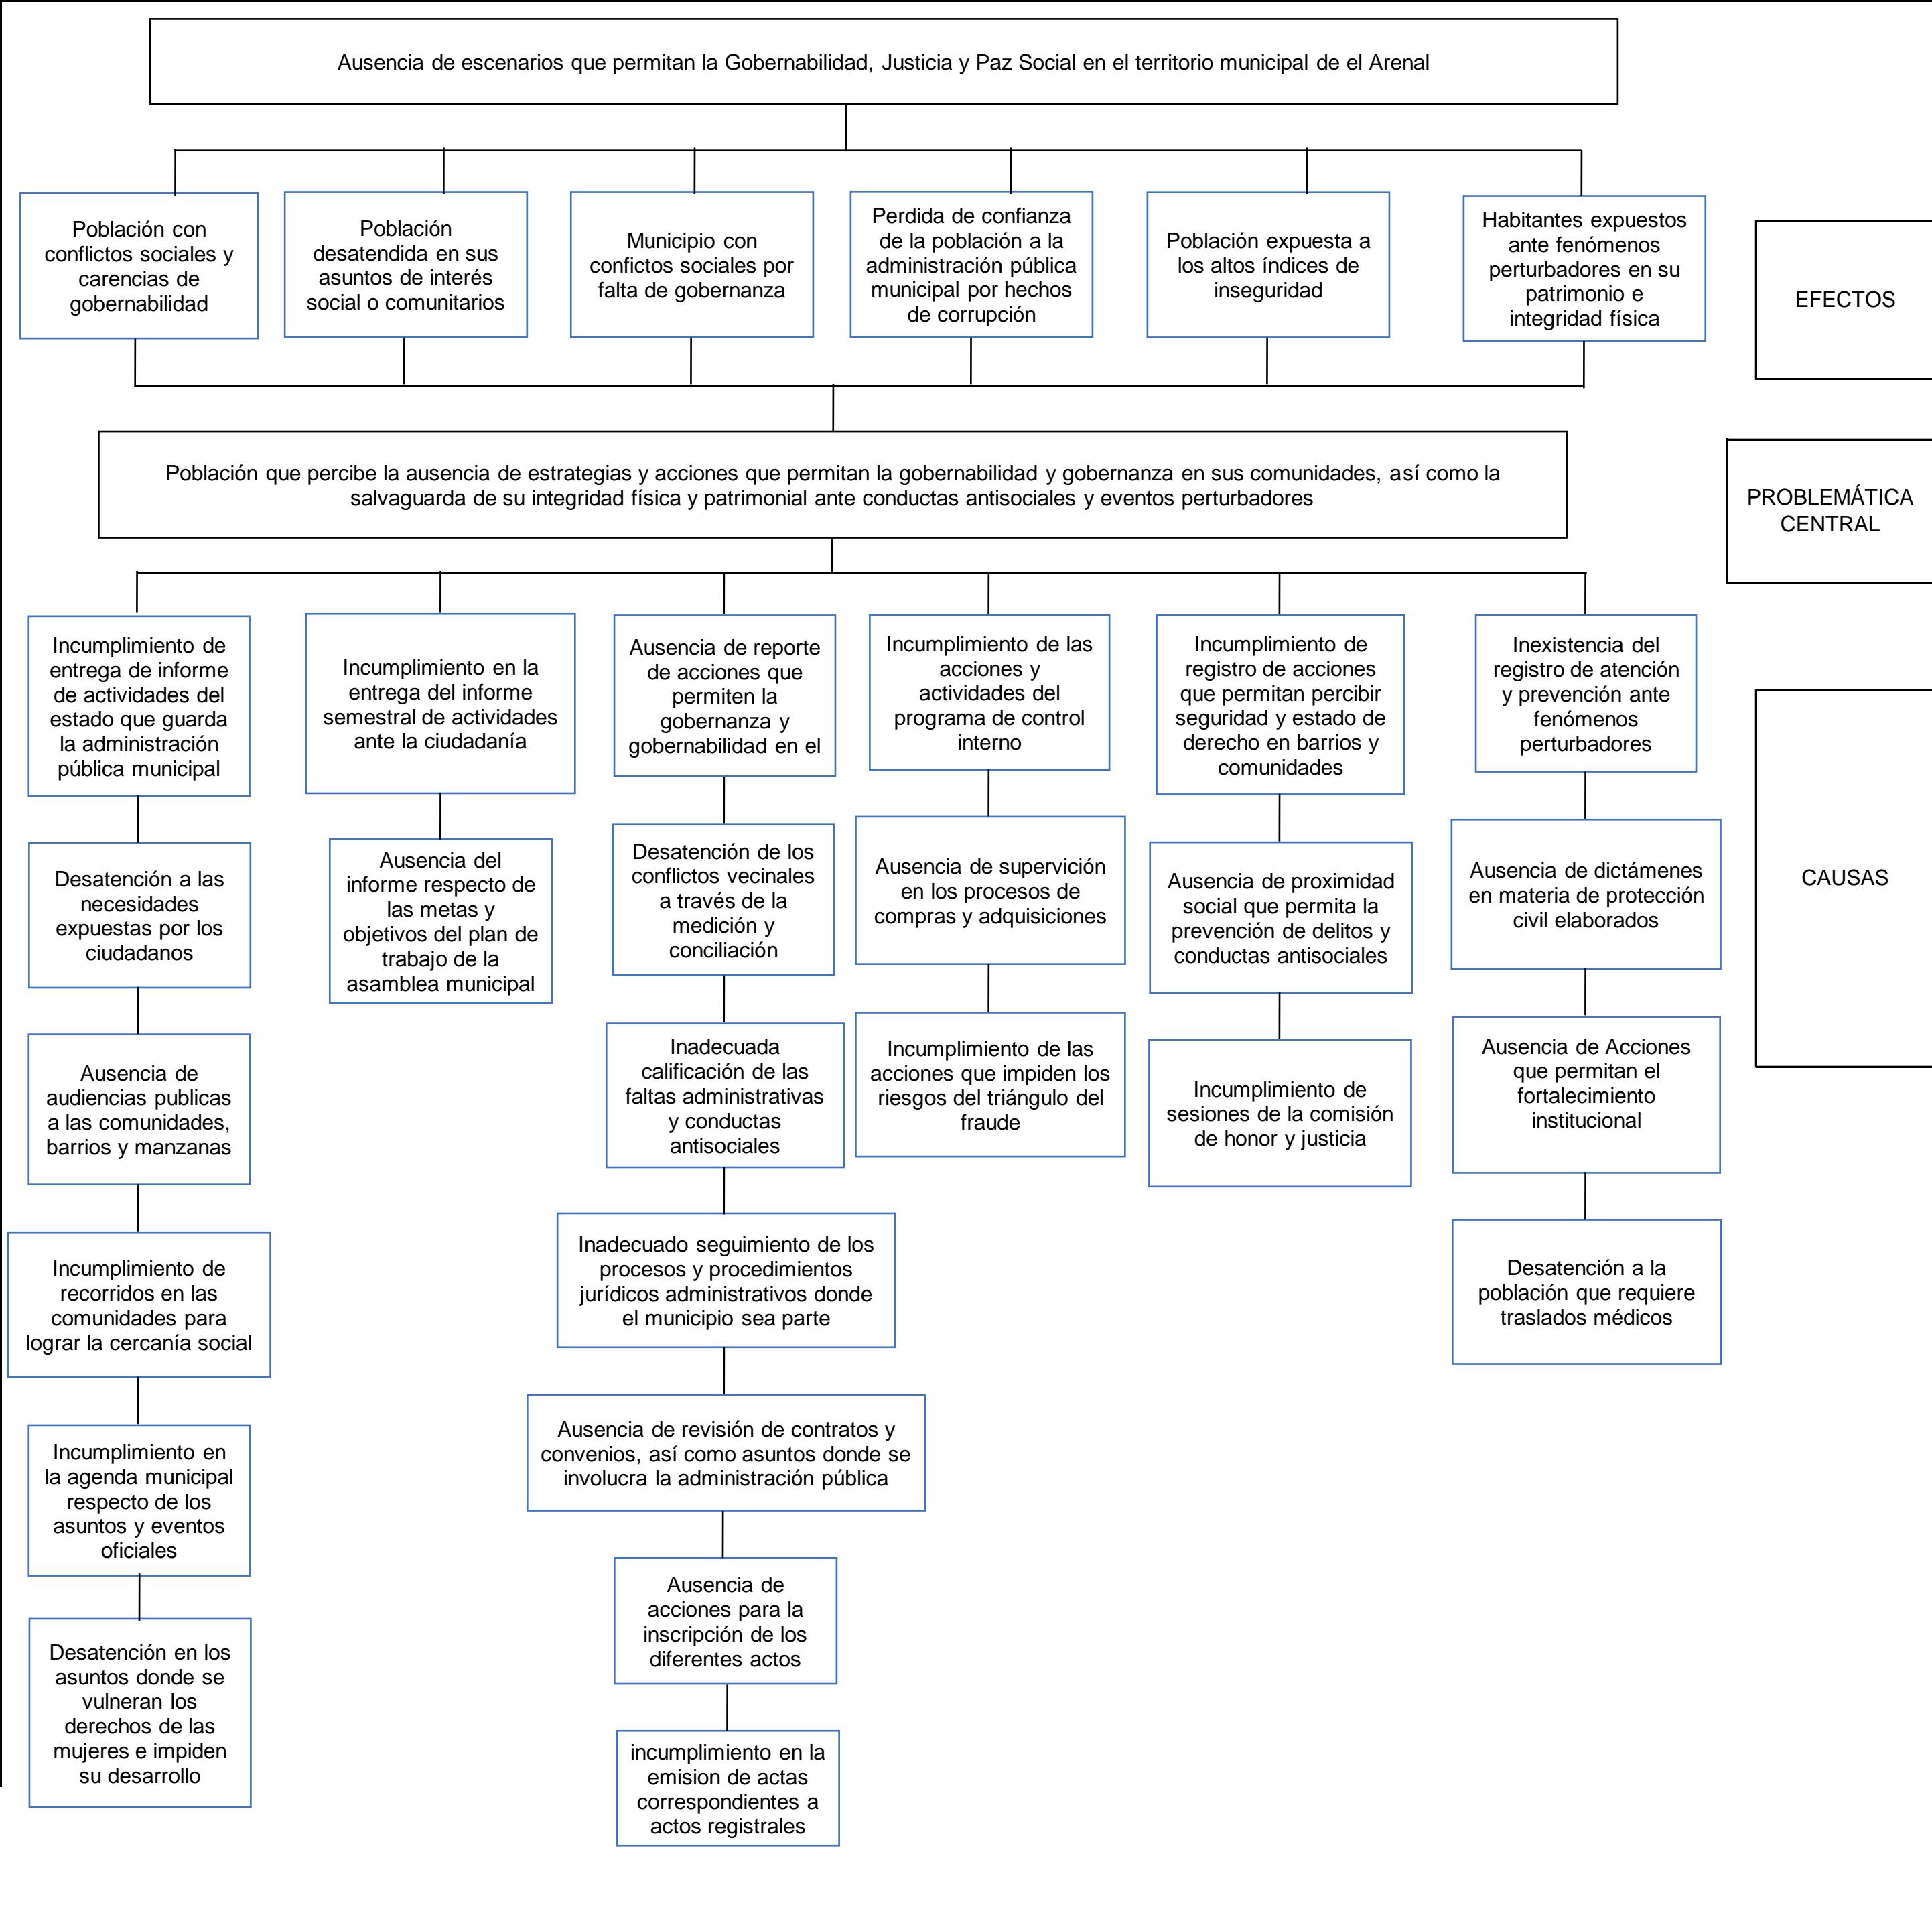 Ausencia de escenarios que permitan la Gobernabilidad, Justicia y Paz Social en el territorio municipal de el Arenal
Población con
conflictos sociales y
carencias de
gobernabilidad
Población
desatendida en sus
asuntos de interés
social o comunitarios
Municipio con
confictos sociales por
falta de gobernanza
Perdida de confianza
de la población a la
administración pública
municipal por hechos
de corrupción
Población expuesta a
los altos índices de
inseguridad
Habitantes expuestos
ante fenómenos
perturbadores en su
patrimonio e
integridad física
EFECTOS
Población que percibe la ausencia de estrategias y acciones que permitan la gobernabilidad y gobernanza en sus comunidades, así como la
salvaguarda de su integridad física y patrimonial ante conductas antisociales y eventos perturbadores
PROBLEMÁTICA
CENTRAL
Incumplimiento de
entrega de informe
de actividades del
estado que guarda
la administración
pública municipal
Incumplimiento en la
entrega del informe
semestral de actividades
ante la ciudadanía
Ausencia de reporte
de acciones que
permiten la
gobernanza y
gobernabilidad en el
Incumplimiento de las
acciones y
actividades del
programa de control
interno
Incumplimiento de
registro de acciones
que permitan percibir
seguridad y estado de
derecho en barrios y
comunidades
Inexistencia del
registro de atención
y prevención ante
fenómenos
perturbadores
CAUSAS
Desatención a las
necesidades
expuestas por los
ciudadanos
Ausencia del
informe respecto de
las metas y
objetivos del plan de
trabajo de la
asamblea municipal
Desatención de los
conflictos vecinales
a través de la
medición y
conciliación
Ausencia de supervisión
en los procesos de
compras y adquisiciones
Ausencia de proximidad
social que permita la
prevención de delitos y
conductas antisociales
Ausencia de dictámenes
en materia de protección
civil elaborados
Ausencia de
audiencias publicas
a las comunidades,
barrios y manzanas
Inadecuada
calificación de las
faltas administrativas
y conductas
antisociales
Incumplimiento de las
acciones que impiden los
riesgos del triángulo del
fraude
Incumplimiento de
sesiones de la comisión
de honor y justicia
Ausencia de Acciones
que permitan el
fortalecimiento
institucional
Incumplimiento de
recorridos en las
comunidades para
lograr la cercanía social
Inadecuado seguimiento de los
procesos y procedimientos
jurídicos administrativos donde
el municipio sea parte
Desatención a la
población que requiere
traslados médicos
Incumplimiento en
la agenda municipal
respecto de los
asuntos y eventos
oficiales
Ausencia de revisión de contratos y
convenios, así como asuntos donde se
involucra la administración pública
Desatención en los
asuntos donde se
vulneran los
derechos de las
mujeres e impiden
su desarrollo
Ausencia de
acciones para la
inscripción de los
diferentes actos
incumplimiento en la
emision de actas
correspondientes a
actos registrales